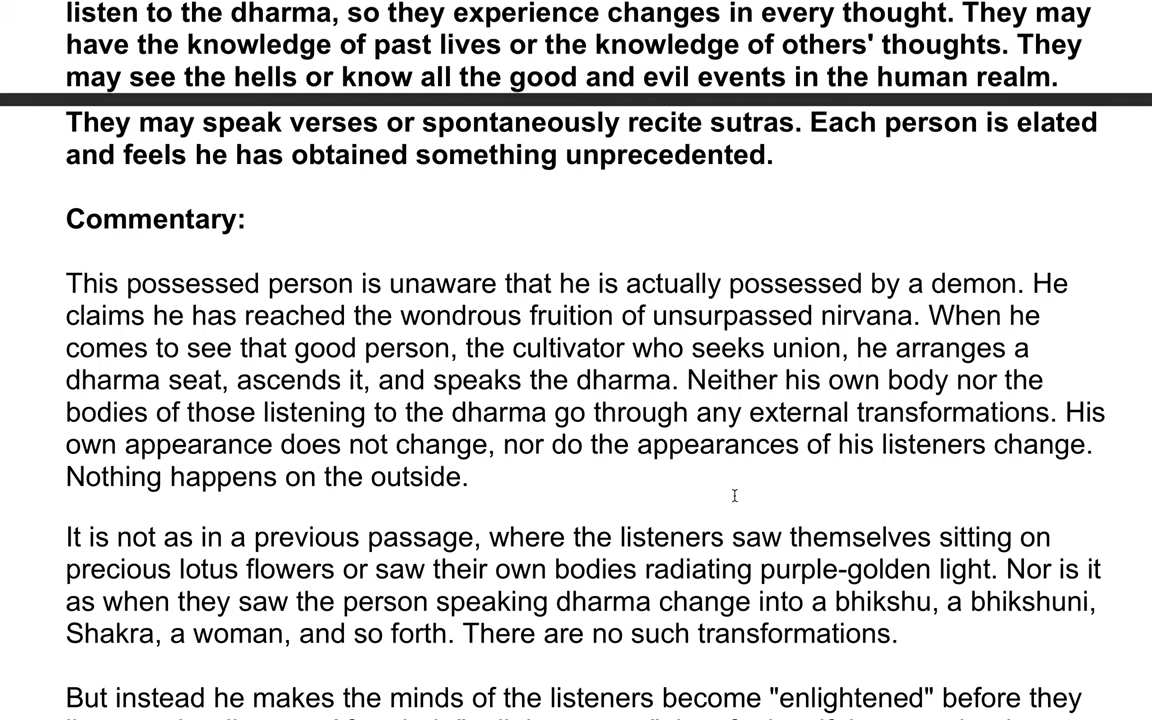 listen to the dharma, so they experience changes in every thought. They may
have the knowledge of past lives or the knowledge of others' thoughts. They
may see the hells or know all the good and evil events in the human realm.
They may speak verses or spontaneously recite sutras. Each person is elated
and feels he has obtained something unprecedented.
Commentary:
This possessed person is unaware that he is actually possessed by a demon. He
claims he has reached the wondrous fruition of unsurpassed nirvana. When he
comes to see that good person, the cultivator who seeks union, he arranges a
dharma seat, ascends it, and speaks the dharma. Neither his own body nor the
bodies of those listening to the dharma go through any external transformations. His
own appearance does not change, nor do the appearances of his listeners change.
Nothing happens on the outside.
It is not as in a previous passage, where the listeners saw themselves sitting on
precious lotus flowers or saw their own bodies radiating purple-golden light. Nor is it
as when they saw the person speaking dharma change into a bhikshu, a bhikshuni,
Shakra, a woman, and so forth. There are no such transformations.
But instead he makes the minds of the listeners become "enlightened" before they